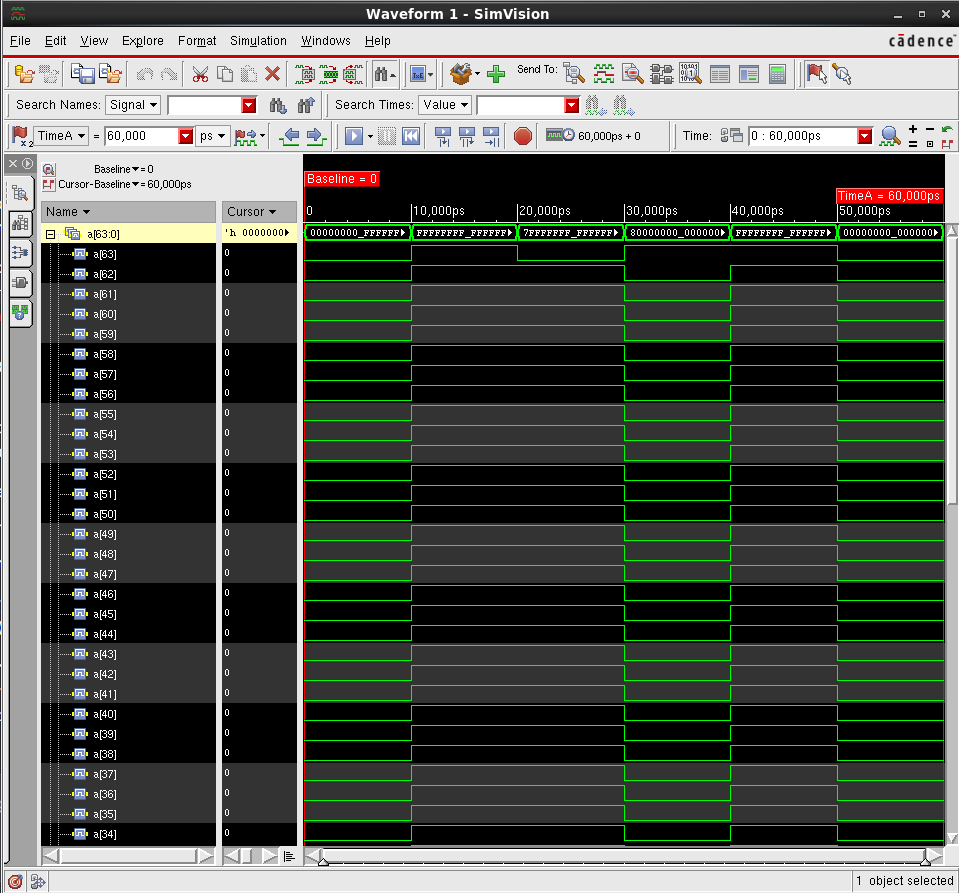 Waveform 1 - SimVision
File Edit View Explore Format Simulation Windows Help
cādence
Send To:
Search Names: Signal
Search Times: Value
TimeA = 60,000 ps
60,000ps + 0
Time: 0 : 60,000ps
Baseline = 0
Cursor-Baseline = 60,000ps
Baseline = 0
TimeA = 60,000ps
Name Cursor
0 10,000ps 20,000ps 30,000ps 40,000ps 50,000ps
a[63:0] 'h 0000000 00000000_FFFFFF FFFFFFFF_FFFFFF 7FFFFFFF_FFFFFF 80000000_000000 FFFFFFFF_FFFFFF 00000000_000000
a[63] 0
a[62] 0
a[61] 0
a[60] 0
a[59] 0
a[58] 0
a[57] 0
a[56] 0
a[55] 0
a[54] 0
a[53] 0
a[52] 0
a[51] 0
a[50] 0
a[49] 0
a[48] 0
a[47] 0
a[46] 0
a[45] 0
a[44] 0
a[43] 0
a[42] 0
a[41] 0
a[40] 0
a[39] 0
a[38] 0
a[37] 0
a[36] 0
a[35] 0
a[34] 0
1 object selected